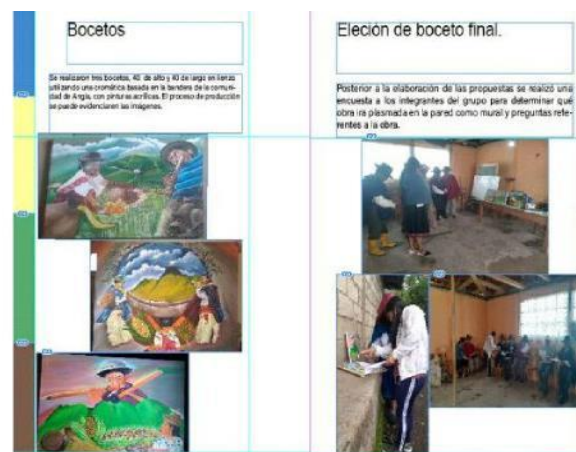 Bocetos
Se realizaron tres bocetos, 40 de alto y 40 de largo en lienzo
utilizando una cromática basada en la bandera de la comuni-
dad de Angla, con pinturas acrílicas. El proceso de producción
se puede evidenciar en las imágenes.
Eleción de boceto final.
Posterior a la elaboración de las propuestas se realizó una
encuesta a los integrantes del grupo para determinar qué
obra ira plasmada en la pared como mural y preguntas refe-
rentes a la obra.